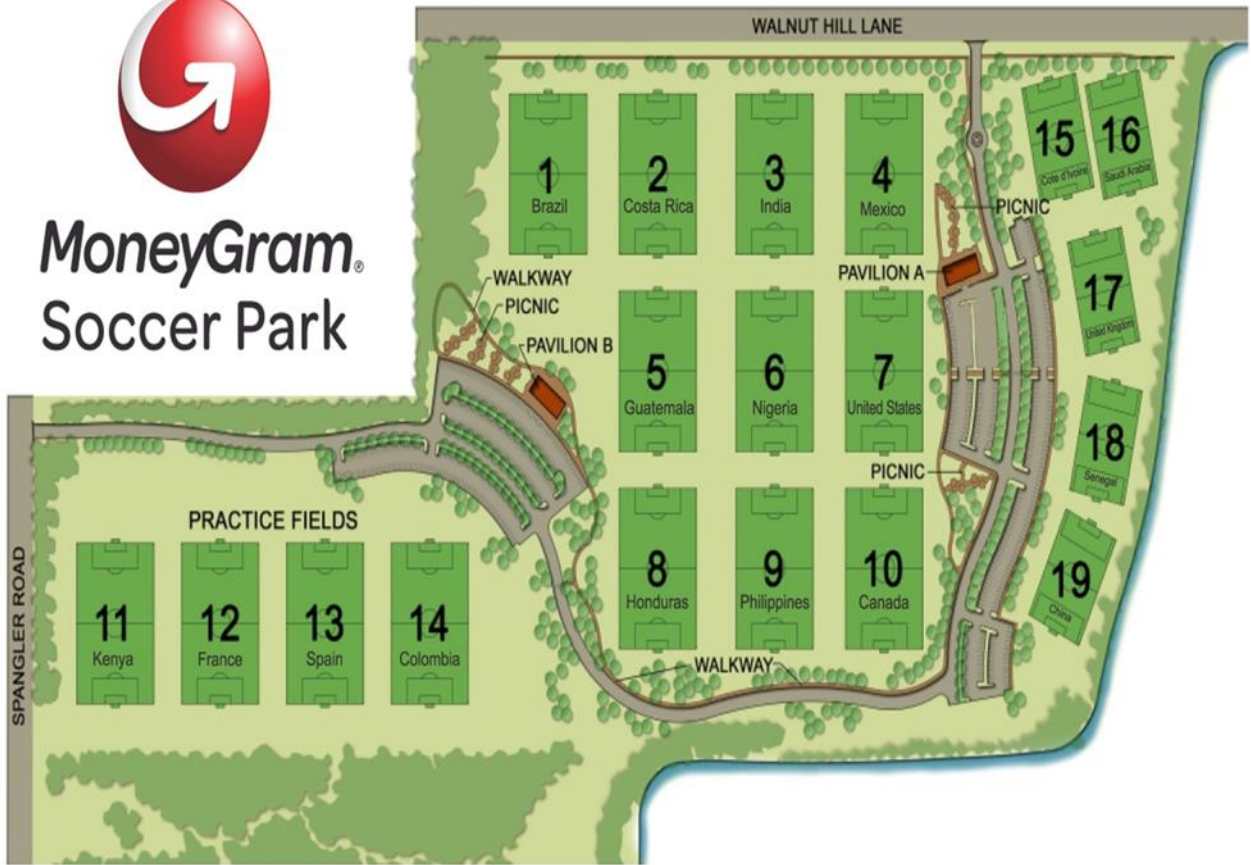 WALNUT HILL LANE
MoneyGram®
Soccer Park
1
Brazil
2
Costa Rica
3
India
4
Mexico
15
Cote d'Ivoire
16
Saudi Arabia
PICNIC
PAVILION A
17
United Kingdom
WALKWAY
PICNIC
PAVILION B
5
Guatemala
6
Nigeria
7
United States
18
Senegal
PICNIC
PRACTICE FIELDS
8
Honduras
9
Philippines
10
Canada
19
China
11
Kenya
12
France
13
Spain
14
Colombia
WALKWAY
SPANGLER ROAD